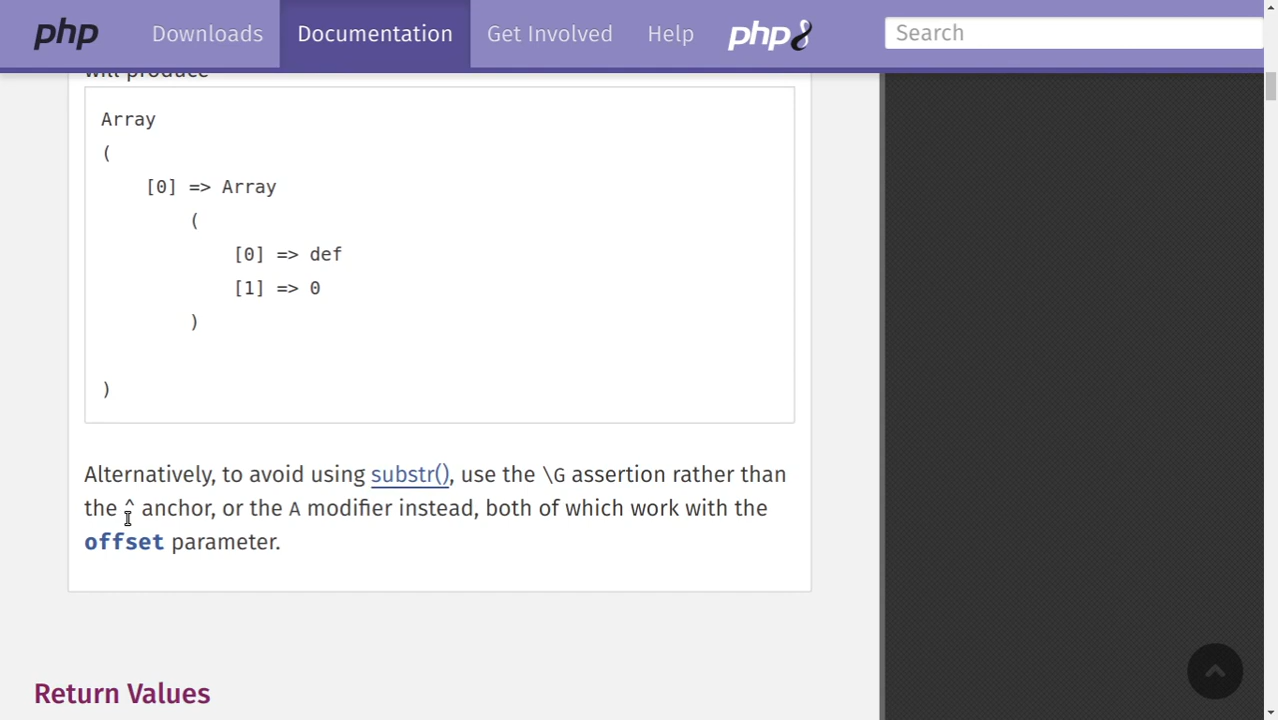 php Downloads Documentation Get Involved Help php8 Search
will produce
Array
(
    [0] => Array
        (
            [0] => def
            [1] => 0
        )

)
Alternatively, to avoid using substr(), use the \G assertion rather than
the ^ anchor, or the A modifier instead, both of which work with the
offset parameter.
Return Values